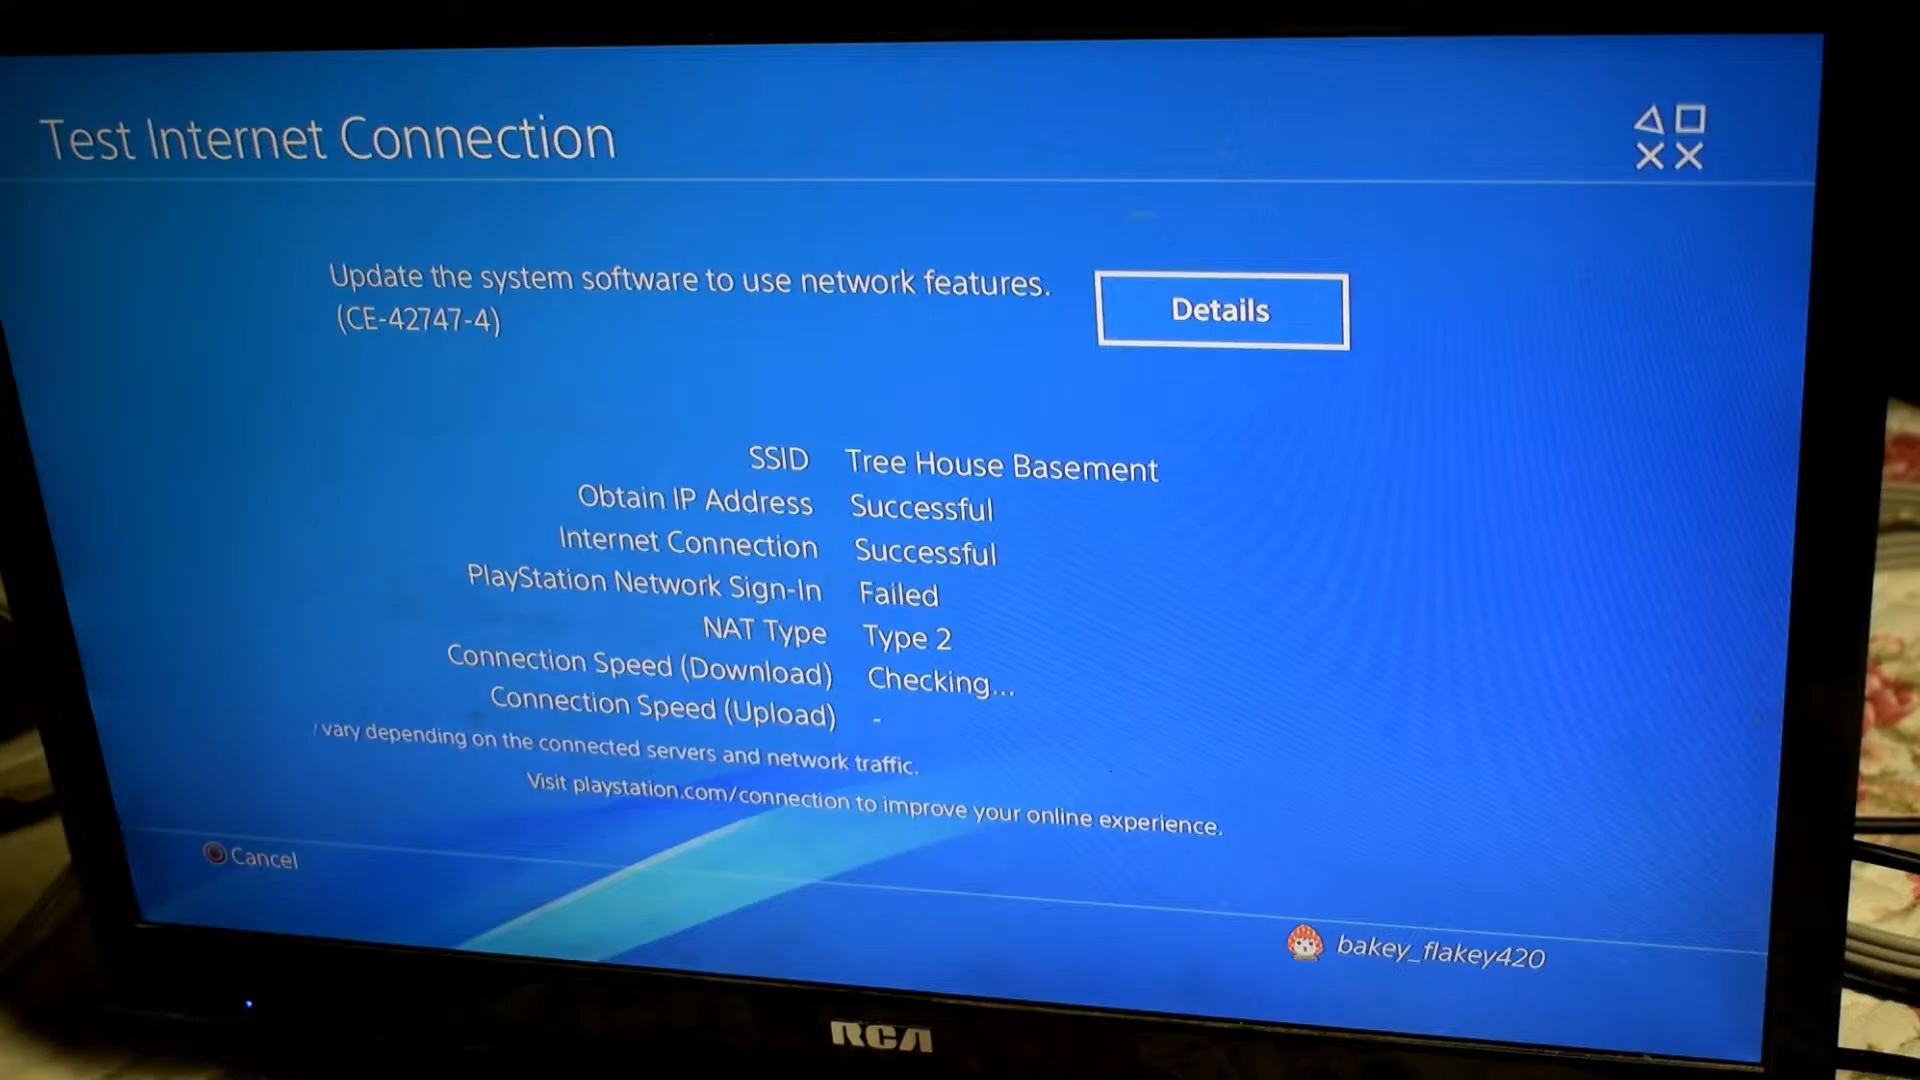 Test Internet Connection
Update the system software to use network features.
(CE-42747-4)
Details
SSID Tree House Basement
Obtain IP Address Successful
Internet Connection Successful
PlayStation Network Sign-In Failed
NAT Type Type 2
Connection Speed (Download) Checking...
Connection Speed (Upload) -
vary depending on the connected servers and network traffic.
Visit playstation.com/connection to improve your online experience.
Cancel
bakey_flakey420
RCA